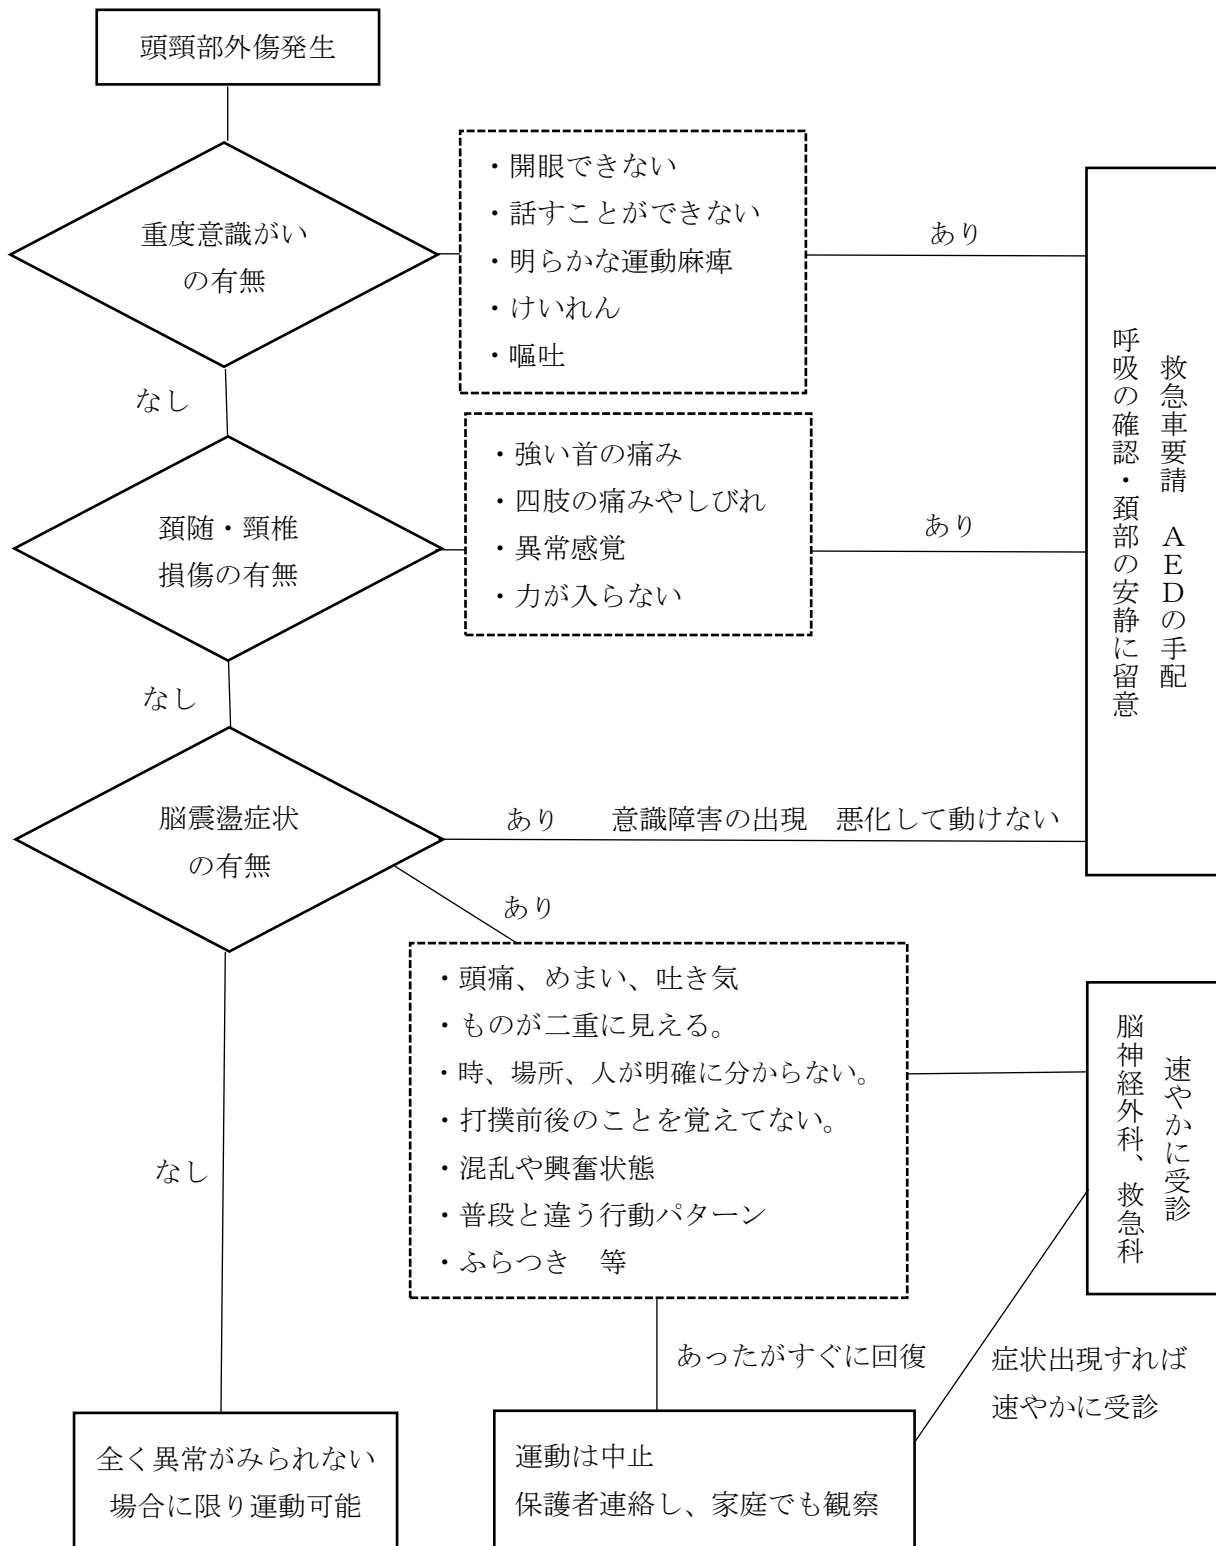 頭頸部外傷発生
重度意識がい
の有無
・開眼できない
・話すことができない
・明らかな運動麻痺
・けいれん
・嘔吐
あり
救急車要請　ＡＥＤの手配
呼吸の確認・頚部の安静に留意
なし
頚随・頸椎
損傷の有無
・強い首の痛み
・四肢の痛みやしびれ
・異常感覚
・力が入らない
あり
なし
脳震盪症状
の有無
あり　意識障害の出現　悪化して動けない
あり
・頭痛、めまい、吐き気
・ものが二重に見える。
・時、場所、人が明確に分からない。
・打撲前後のことを覚えてない。
・混乱や興奮状態
・普段と違う行動パターン
・ふらつき　等
速やかに受診
脳神経外科、救急科
なし
あったがすぐに回復
症状出現すれば
速やかに受診
全く異常がみられない
場合に限り運動可能
運動は中止
保護者連絡し、家庭でも観察